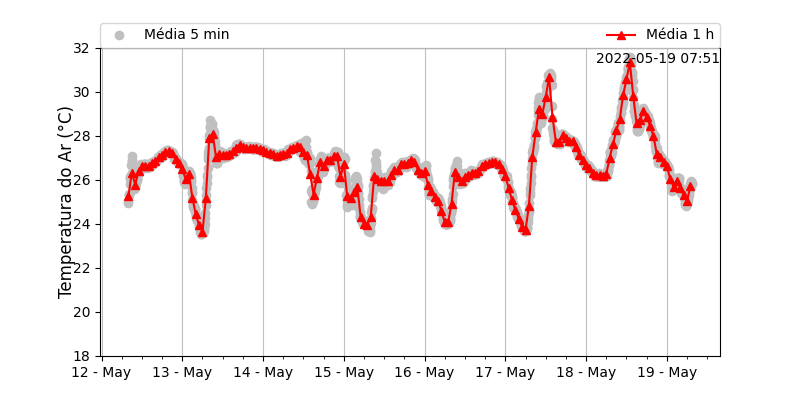 Média 5 min
Média 1 h
2022-05-19 07:51
Temperatura do Ar (°C)
32
30
28
26
24
22
20
18
12 - May
13 - May
14 - May
15 - May
16 - May
17 - May
18 - May
19 - May